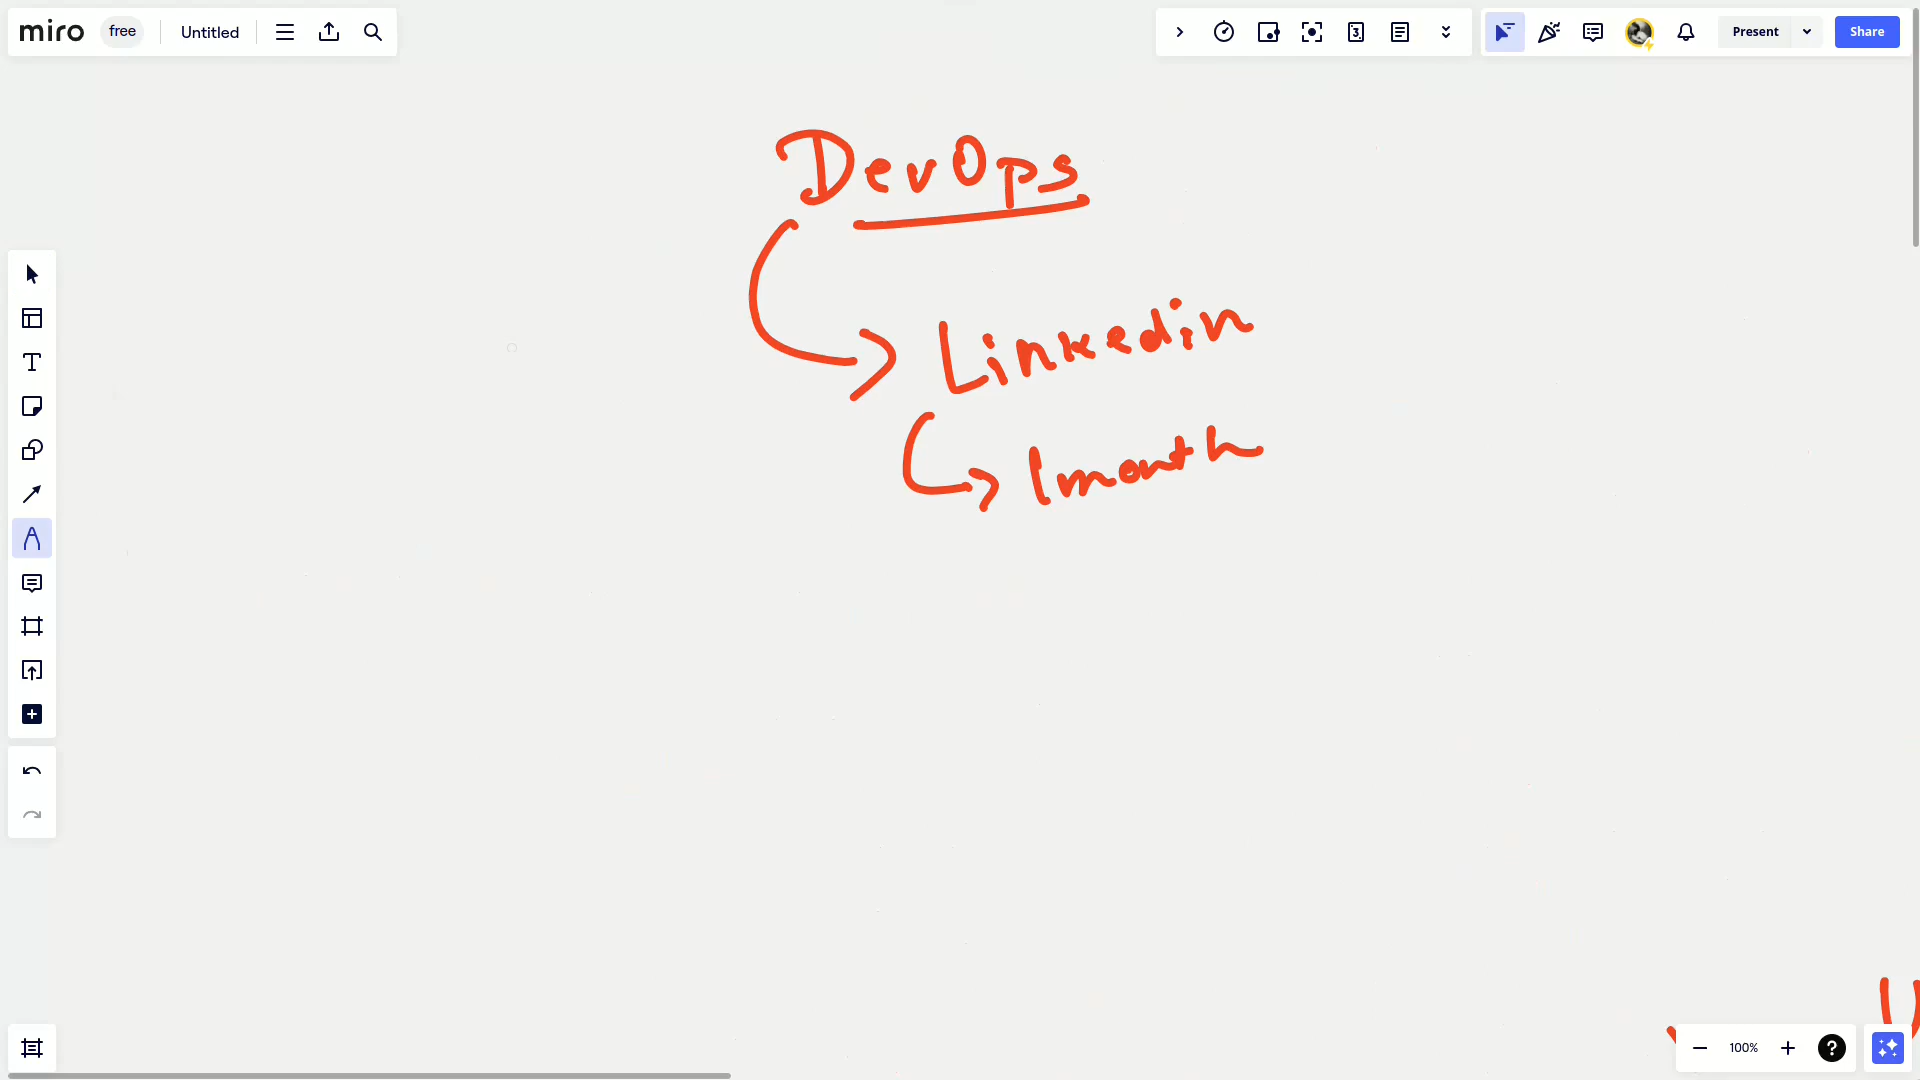 miro free Untitled Present Share
DevOps
Linkedin
1month
100%